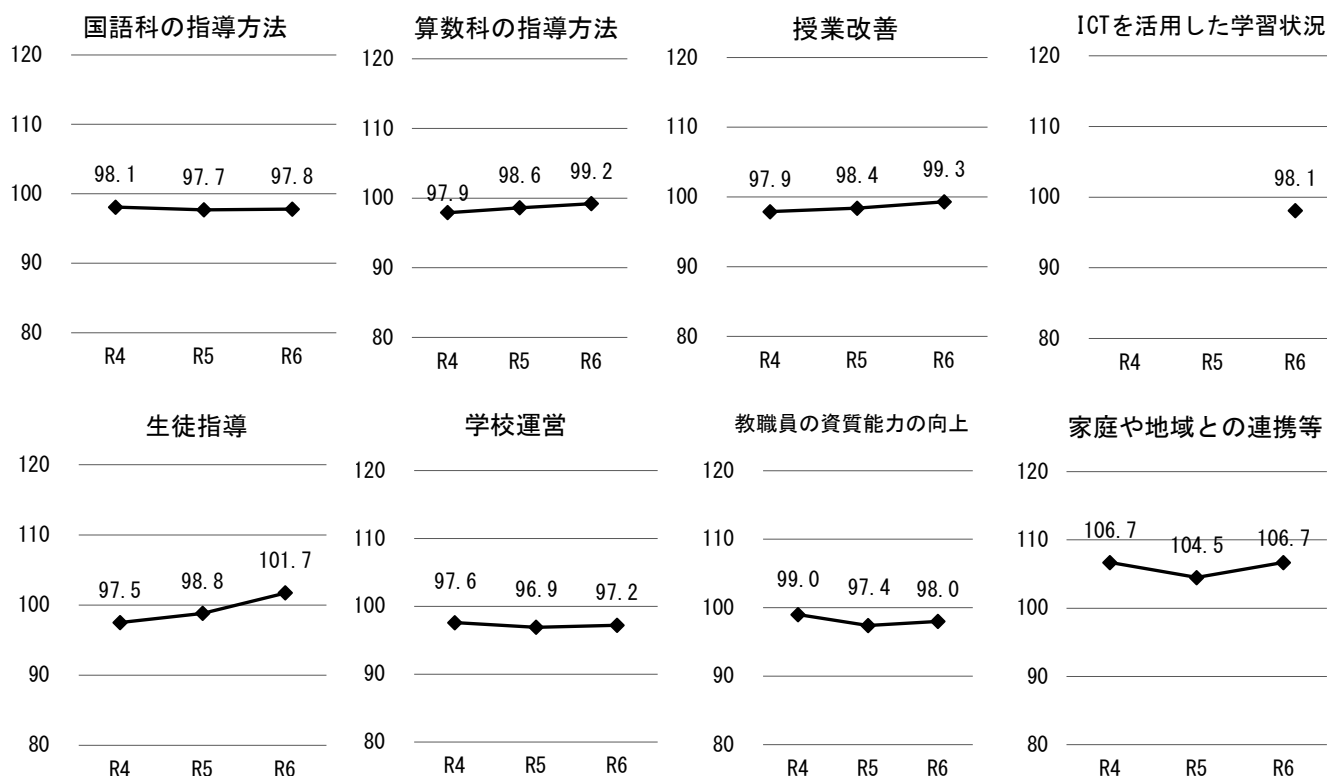 国語科の指導方法
120
110
100
90
80
98.1
97.7
97.8
R4
R5
R6
算数科の指導方法
120
110
100
90
80
97.9
98.6
99.2
R4
R5
R6
授業改善
120
110
100
90
80
97.9
98.4
99.3
R4
R5
R6
ICTを活用した学習状況
120
110
100
90
80
98.1
R4
R5
R6
生徒指導
120
110
100
90
80
97.5
98.8
101.7
R4
R5
R6
学校運営
120
110
100
90
80
97.6
96.9
97.2
R4
R5
R6
教職員の資質能力の向上
120
110
100
90
80
99.0
97.4
98.0
R4
R5
R6
家庭や地域との連携等
120
110
100
90
80
106.7
104.5
106.7
R4
R5
R6